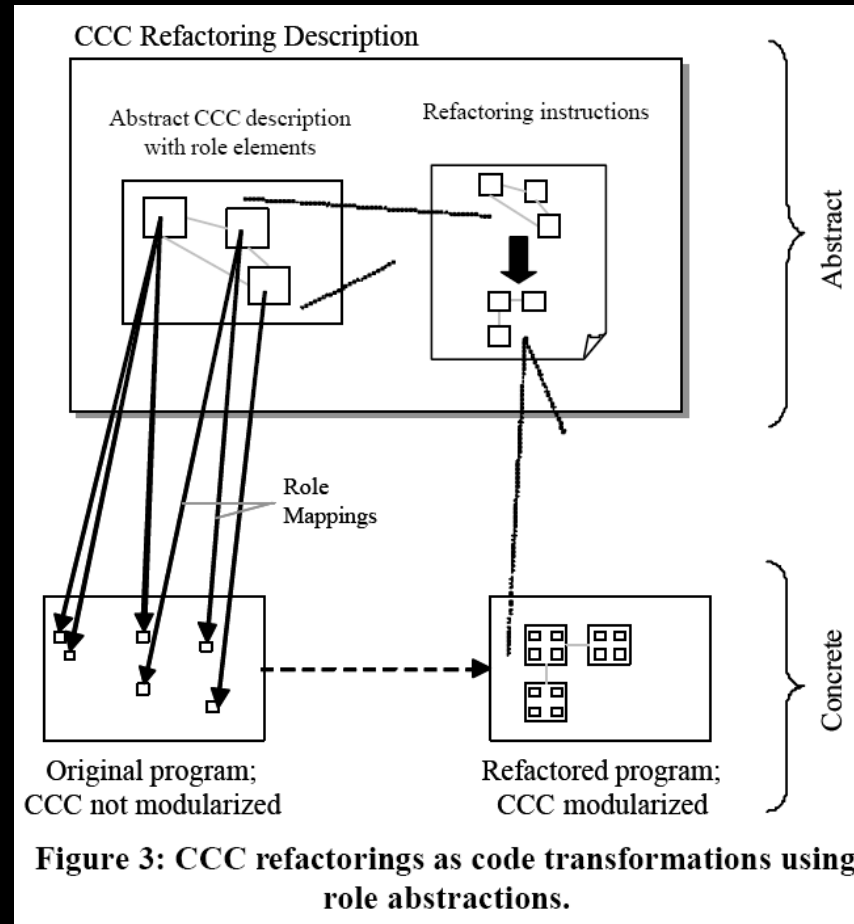 CCC Refactoring Description
Abstract CCC description
with role elements
Refactoring instructions
Abstract
Role
Mappings
Concrete
Original program;
CCC not modularized
Refactored program;
CCC modularized
Figure 3: CCC refactorings as code transformations using
role abstractions.